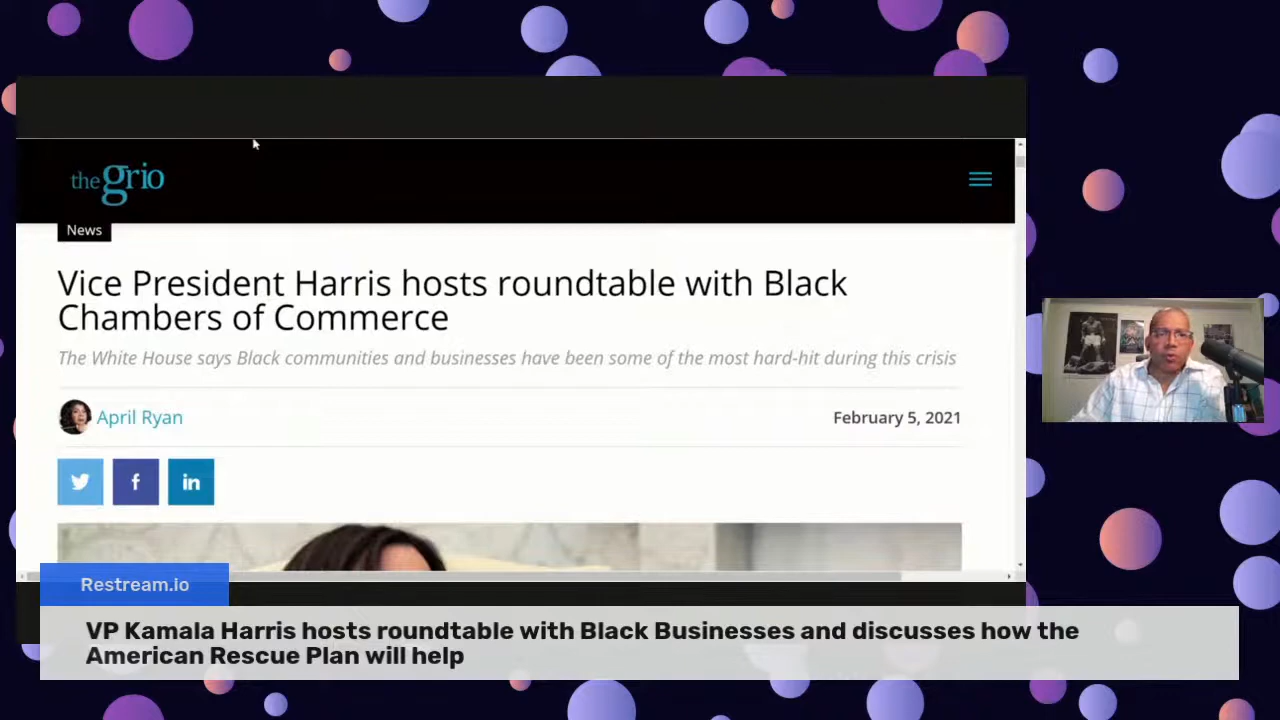 the grio
News
Vice President Harris hosts roundtable with Black
Chambers of Commerce
The White House says Black communities and businesses have been some of the most hard-hit during this crisis
April Ryan
February 5, 2021
Restream.io
VP Kamala Harris hosts roundtable with Black Businesses and discusses how the
American Rescue Plan will help